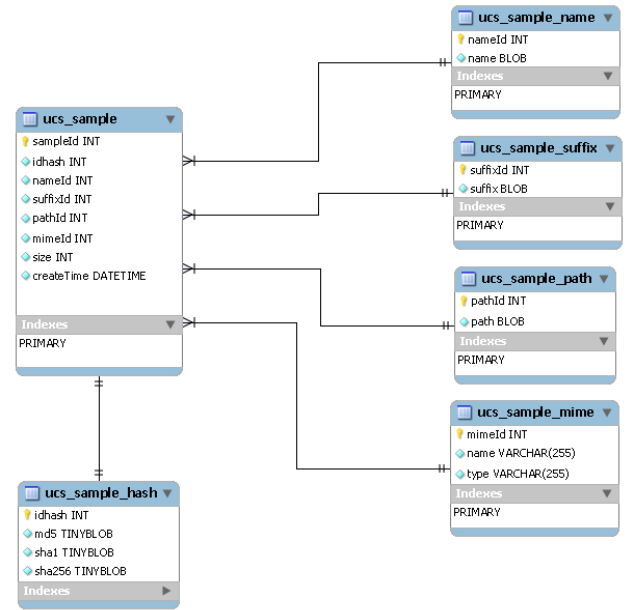 ucs_sample
sampleId INT
idhash INT
nameId INT
suffixId INT
pathId INT
mimeId INT
size INT
createTime DATETIME
Indexes
PRIMARY
ucs_sample_hash
idhash INT
md5 TINYBLOB
sha1 TINYBLOB
sha256 TINYBLOB
Indexes
ucs_sample_name
nameId INT
name BLOB
Indexes
PRIMARY
ucs_sample_suffix
suffixId INT
suffix BLOB
Indexes
PRIMARY
ucs_sample_path
pathId INT
path BLOB
Indexes
PRIMARY
ucs_sample_mime
mimeId INT
name VARCHAR(255)
type VARCHAR(255)
Indexes
PRIMARY